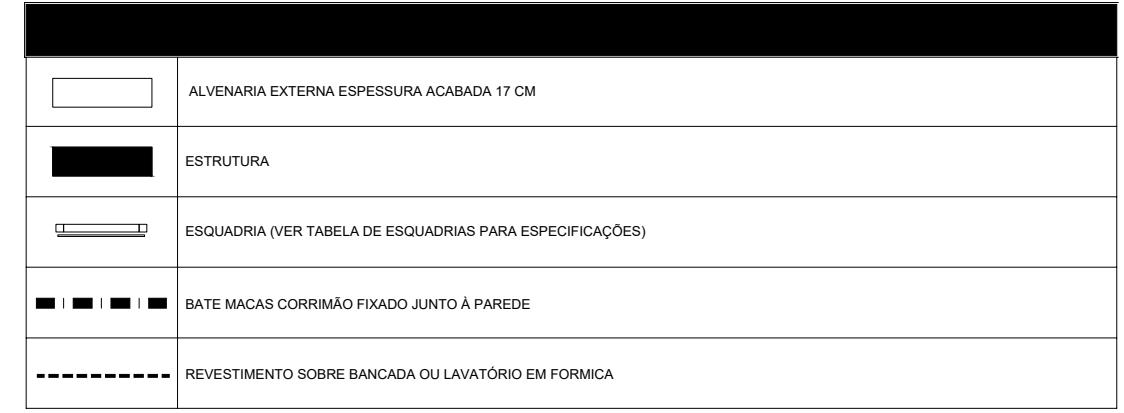 ALVENARIA EXTERNA ESPESSURA ACABADA 17 CM
ESTRUTURA
ESQUADRIA (VER TABELA DE ESQUADRIAS PARA ESPECIFICAÇÕES)
BATE MACAS CORRIMÃO FIXADO JUNTO À PAREDE
REVESTIMENTO SOBRE BANCADA OU LAVATÓRIO EM FORMICA